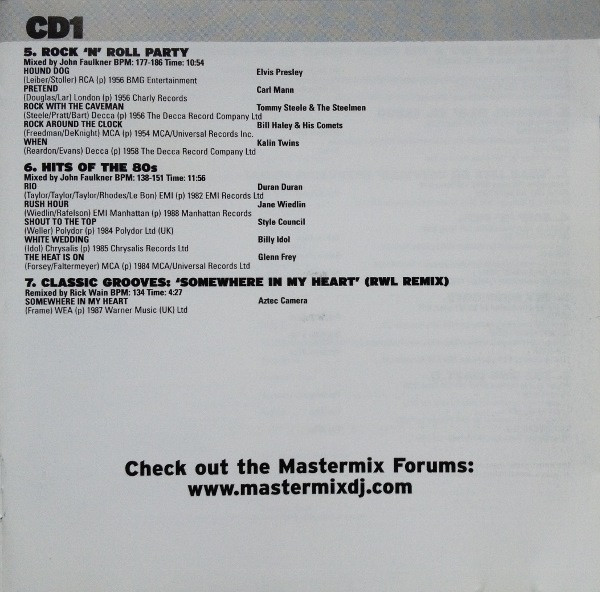 CD1
5. ROCK 'N' ROLL PARTY
Mixed by John Faulkner BPM: 177-186 Time: 10:54
HOUND DOG Elvis Presley
(Leiber/Stoller) RCA (p) 1956 BMG Entertainment
PRETEND Carl Mann
(Douglas/Lar) London (p) 1956 Charly Records
ROCK WITH THE CAVEMAN Tommy Steele & The Steelmen
(Steele/Pratt/Bart) Decca (p) 1956 The Decca Record Company Ltd
ROCK AROUND THE CLOCK Bill Haley & His Comets
(Freedman/DeKnight) MCA (p) 1954 MCA/Universal Records Inc.
WHEN Kalin Twins
(Reardon/Evans) Decca (p) 1958 The Decca Record Company Ltd
6. HITS OF THE 80s
Mixed by John Faulkner BPM: 138-151 Time: 11:56
RIO Duran Duran
(Taylor/Taylor/Taylor/Rhodes/Le Bon) EMI (p) 1982 EMI Records Ltd
RUSH HOUR Jane Wiedlin
(Wiedlin/Rafelson) EMI Manhattan (p) 1988 Manhattan Records
SHOUT TO THE TOP Style Council
(Weller) Polydor (p) 1984 Polydor Ltd (UK)
WHITE WEDDING Billy Idol
(Idol) Chrysalis (p) 1985 Chrysalis Records Ltd
THE HEAT IS ON Glenn Frey
(Forsey/Faltermeyer) MCA (p) 1984 MCA/Universal Records Ltd
7. CLASSIC GROOVES: 'SOMEWHERE IN MY HEART' (RWL REMIX)
Remixed by Rick Wain BPM: 134 Time: 4:27
SOMEWHERE IN MY HEART Aztec Camera
(Frame) WEA (p) 1987 Warner Music (UK) Ltd
Check out the Mastermix Forums:
www.mastermixdj.com